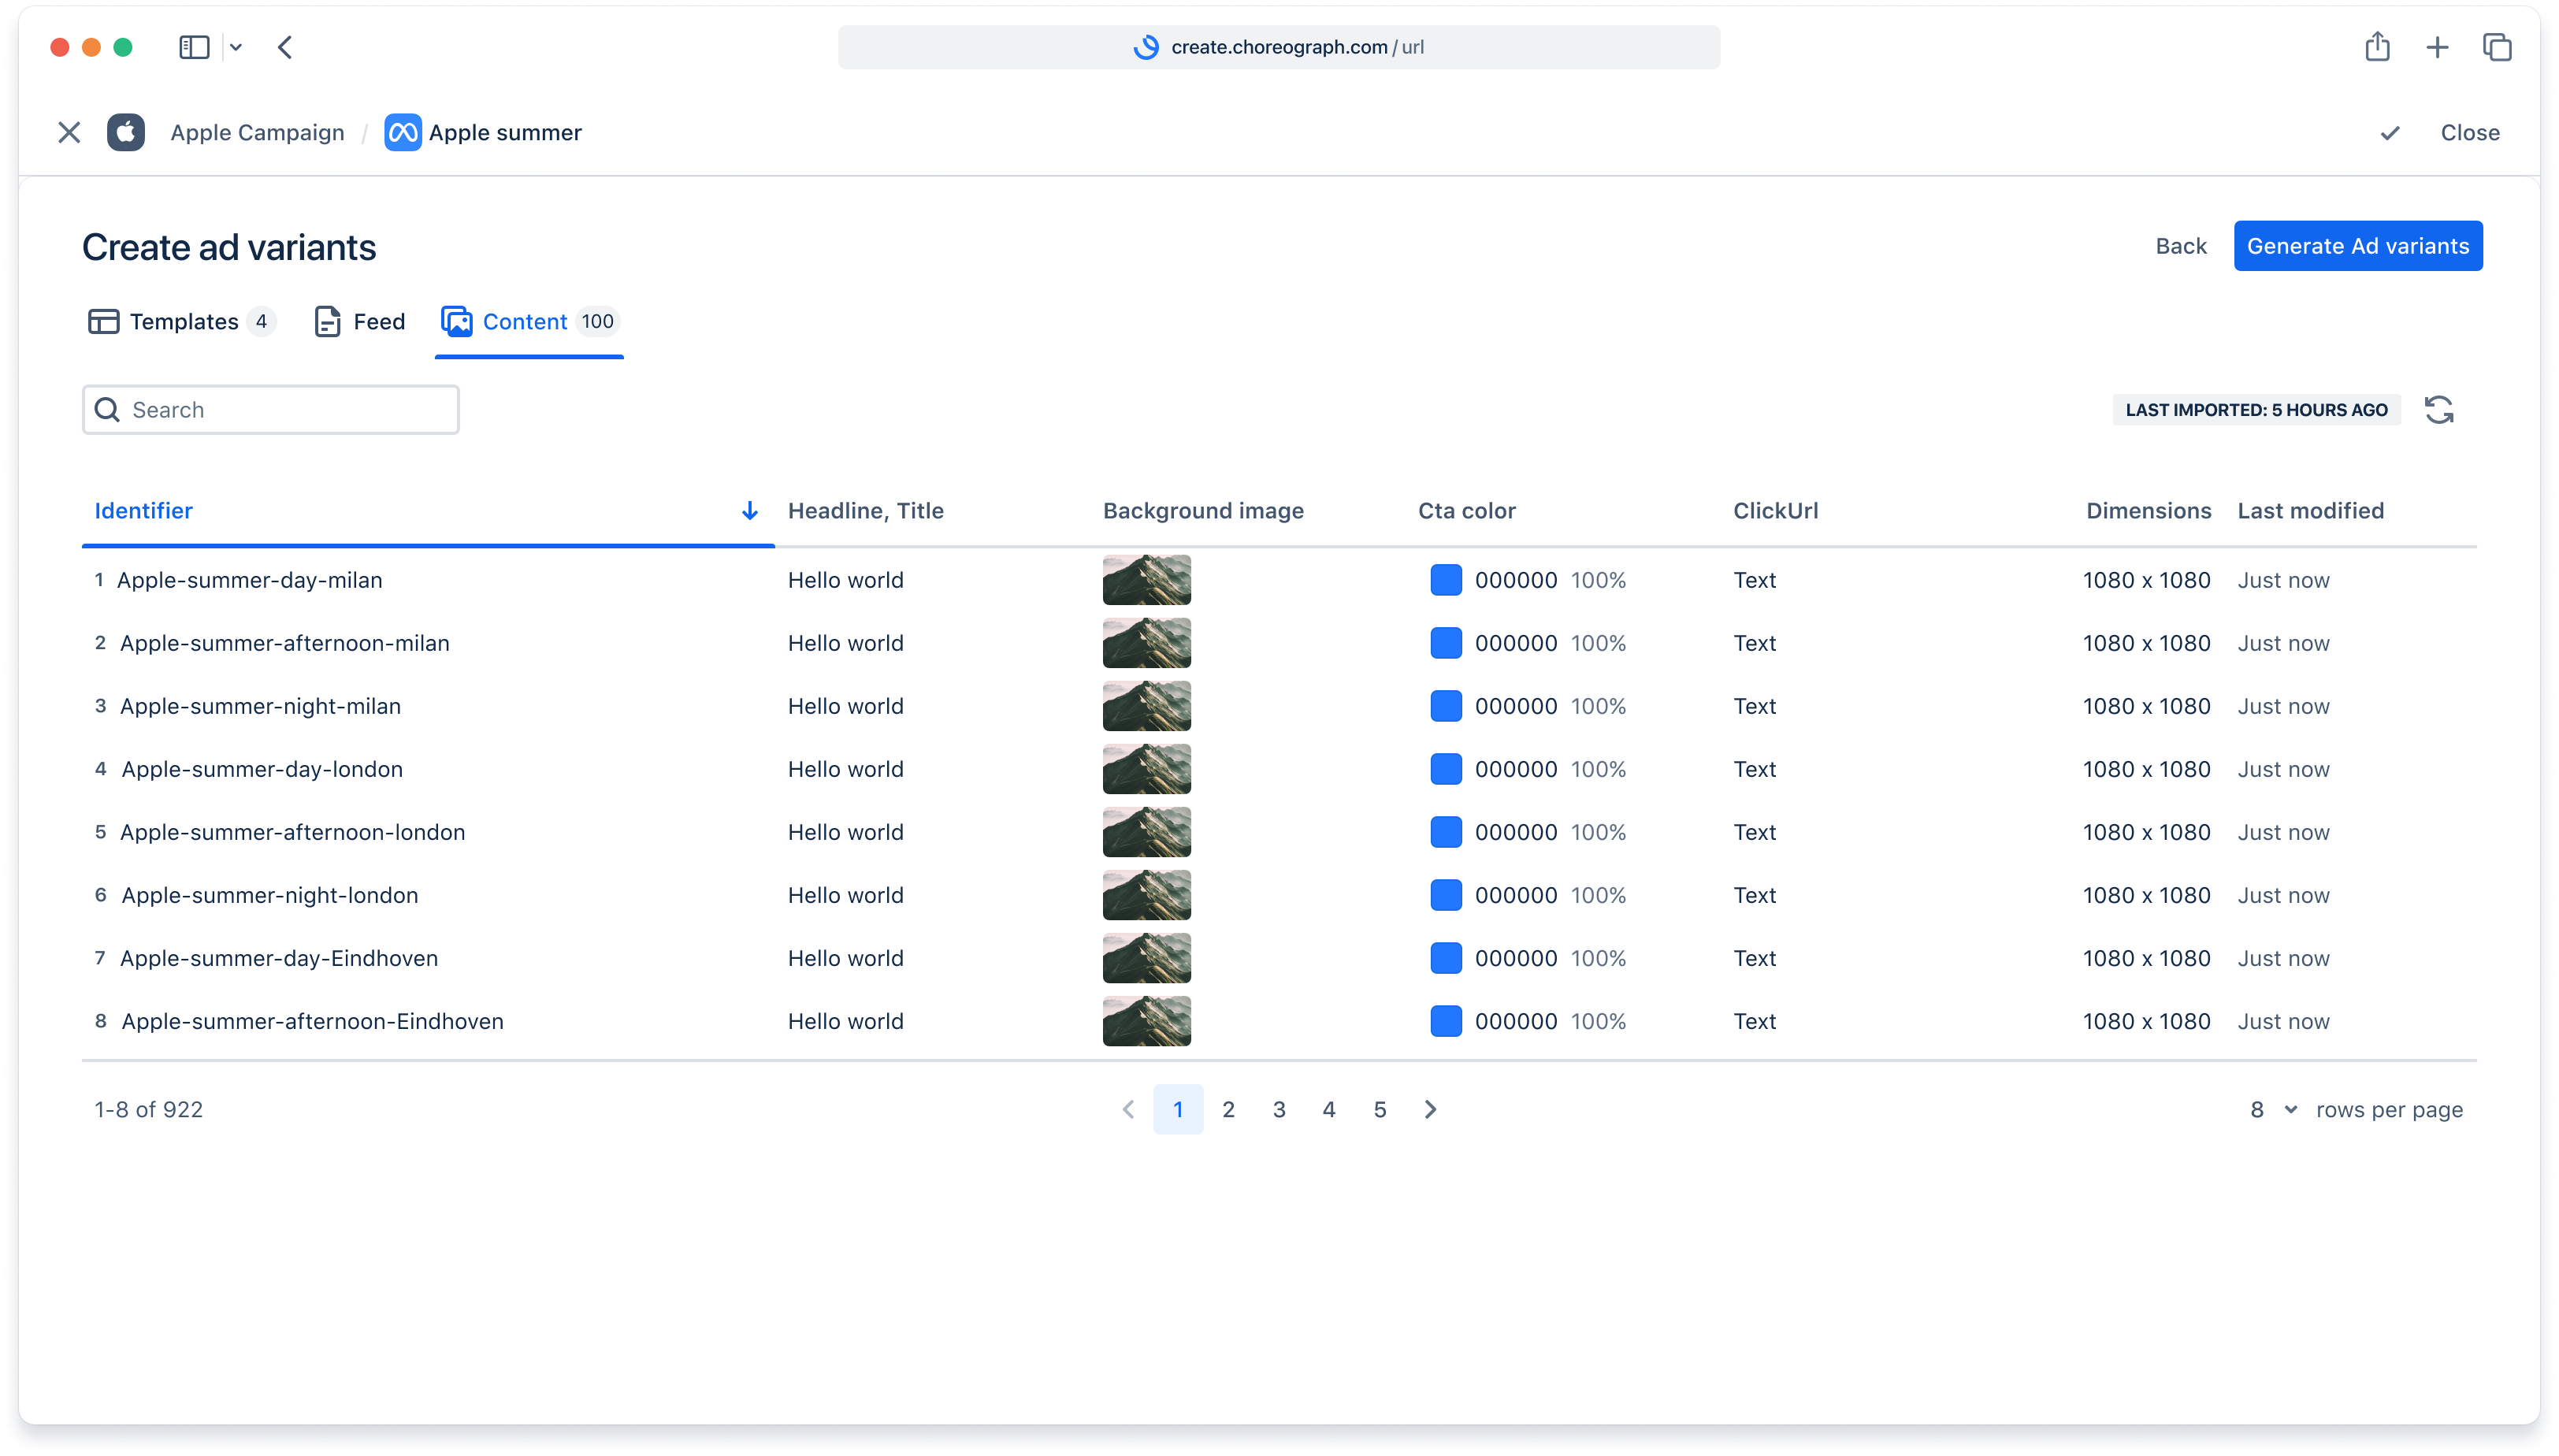 create.choreograph.com / url
Apple Campaign / Apple summer Close
Create ad variants Back Generate Ad variants
Templates 4 Feed Content 100
Search LAST IMPORTED: 5 HOURS AGO
Identifier Headline, Title Background image Cta color ClickUrl Dimensions Last modified
1 Apple-summer-day-milan Hello world 000000 100% Text 1080 x 1080 Just now
2 Apple-summer-afternoon-milan Hello world 000000 100% Text 1080 x 1080 Just now
3 Apple-summer-night-milan Hello world 000000 100% Text 1080 x 1080 Just now
4 Apple-summer-day-london Hello world 000000 100% Text 1080 x 1080 Just now
5 Apple-summer-afternoon-london Hello world 000000 100% Text 1080 x 1080 Just now
6 Apple-summer-night-london Hello world 000000 100% Text 1080 x 1080 Just now
7 Apple-summer-day-Eindhoven Hello world 000000 100% Text 1080 x 1080 Just now
8 Apple-summer-afternoon-Eindhoven Hello world 000000 100% Text 1080 x 1080 Just now
1-8 of 922 1 2 3 4 5 8 rows per page